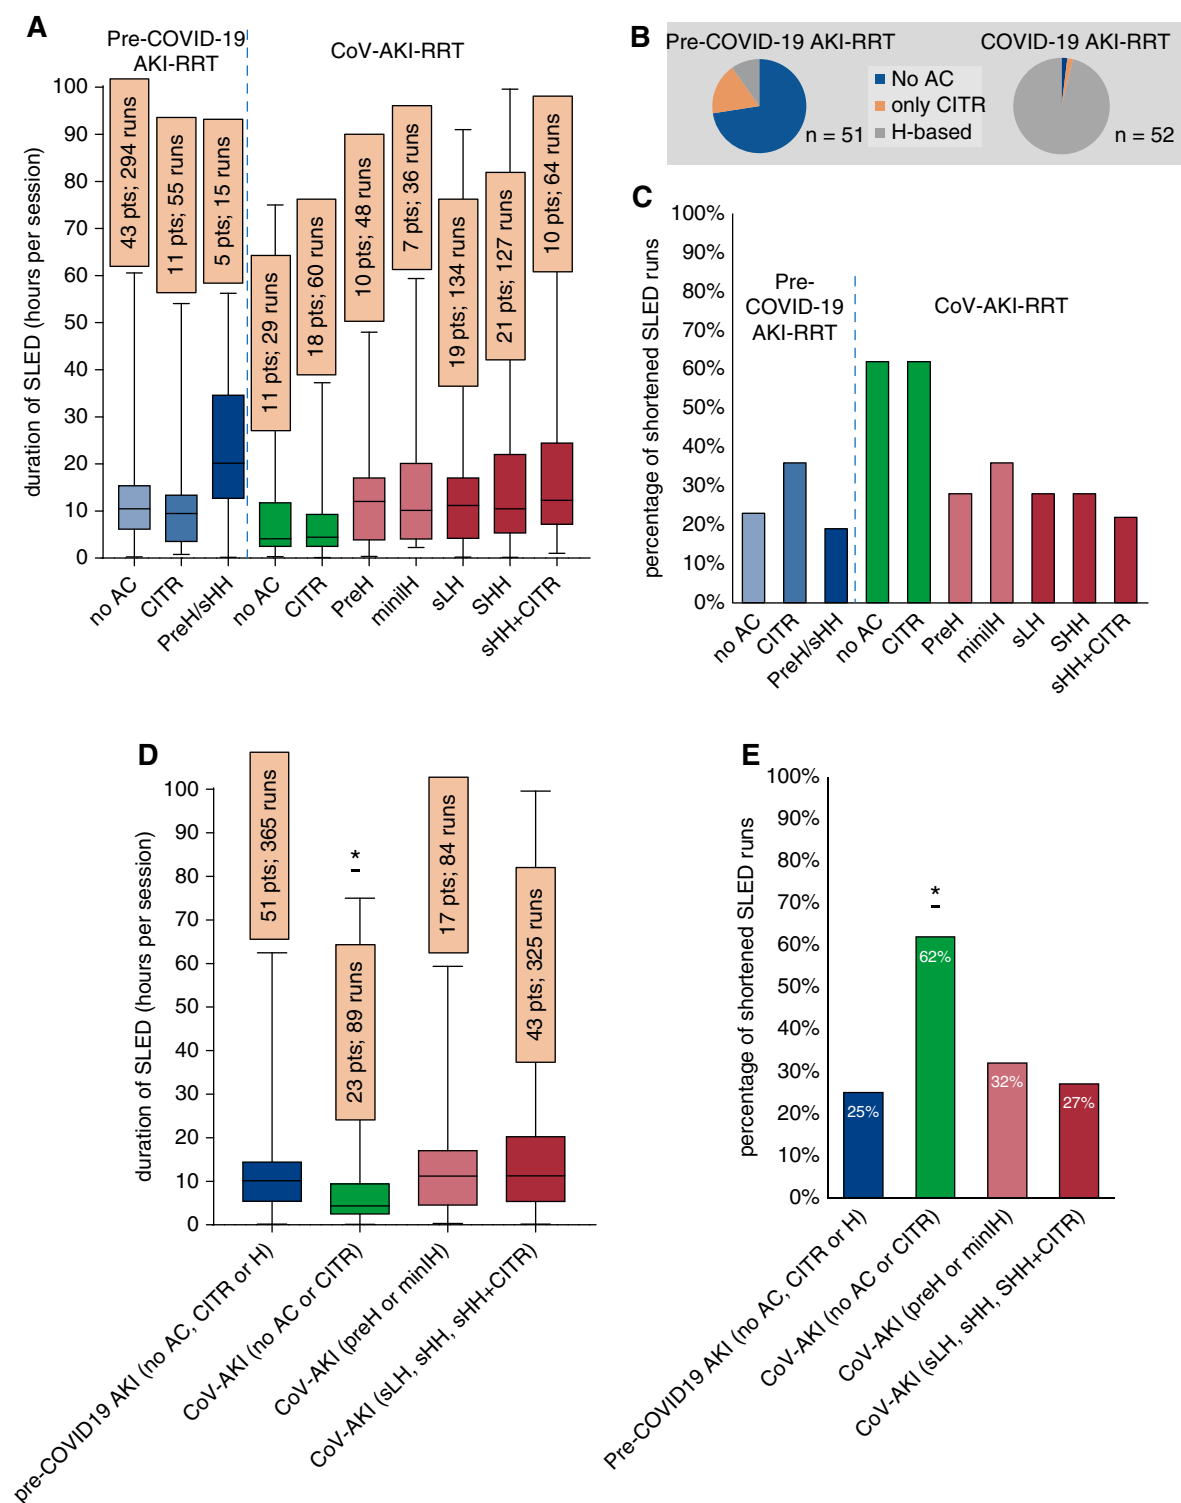 A
Pre-COVID-19
AKI-RRT
CoV-AKI-RRT
duration of SLED (hours per session)
100
90
80
70
60
50
40
30
20
10
0
43 pts; 294 runs
11 pts; 55 runs
5 pts; 15 runs
11 pts; 29 runs
18 pts; 60 runs
10 pts; 48 runs
7 pts; 36 runs
19 pts; 134 runs
21 pts; 127 runs
10 pts; 64 runs
no AC
CITR
PreH/sHH
no AC
CITR
PreH
miniIH
sLH
SHH
sHH+CITR
B
Pre-COVID-19 AKI-RRT
COVID-19 AKI-RRT
No AC
only CITR
H-based
n = 51
n = 52
C
percentage of shortened SLED runs
100%
90%
80%
70%
60%
50%
40%
30%
20%
10%
0%
Pre-
COVID-19
AKI-RRT
CoV-AKI-RRT
no AC
CITR
PreH/sHH
no AC
CITR
PreH
miniIH
sLH
SHH
sHH+CITR
D
duration of SLED (hours per session)
100
90
80
70
60
50
40
30
20
10
0
51 pts; 365 runs
*
23 pts; 89 runs
17 pts; 84 runs
43 pts; 325 runs
pre-COVID19 AKI (no AC, CITR or H)
CoV-AKI (no AC or CITR)
CoV-AKI (preH or minIH)
CoV-AKI (sLH, sHH, sHH+CITR)
E
percentage of shortened SLED runs
100%
90%
80%
70%
60%
50%
40%
30%
20%
10%
0%
*
25%
62%
32%
27%
Pre-COVID19 AKI (no AC, CITR or H)
CoV-AKI (no AC or CITR)
CoV-AKI (preH or minIH)
CoV-AKI (sLH, sHH, SHH+CITR)